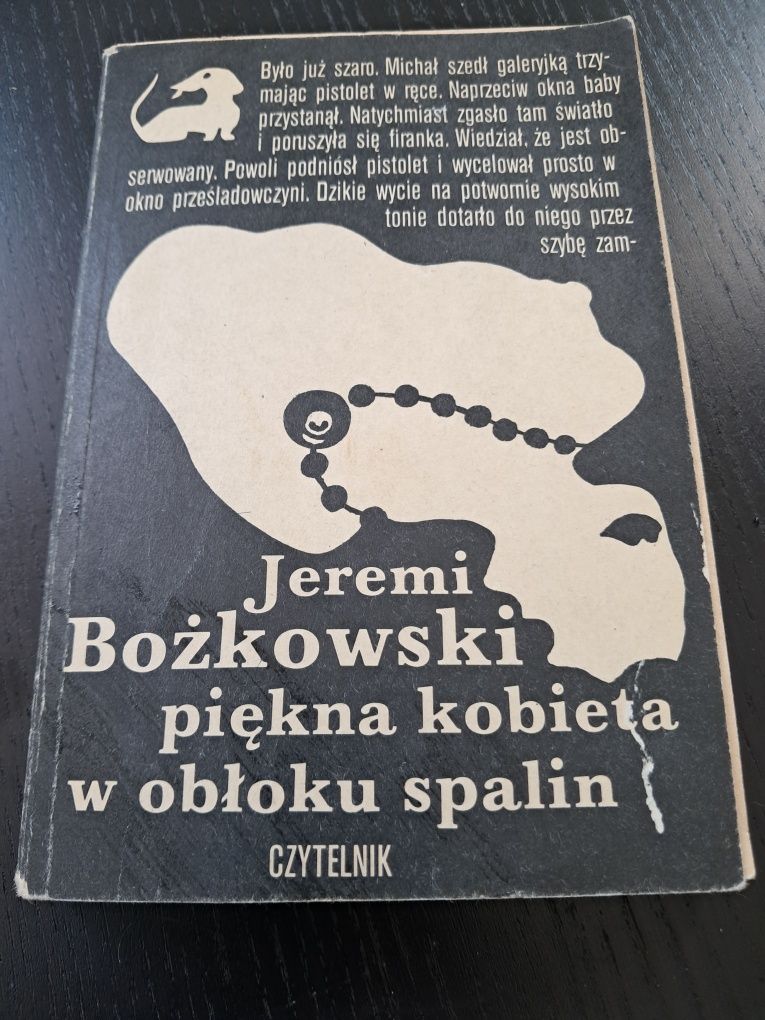 Było już szaro. Michał szedł galeryjką trzy-
mając pistolet w ręce. Naprzeciw okna baby
przystanął. Natychmiast zgasło tam światło
i poruszyła się firanka. Wiedział, że jest ob-
serwowany. Powoli podniósł pistolet i wycelował prosto w
okno prześladowczyni. Dzikie wycie na potwornie wysokim
tonie dotarło do niego przez
szybę zam-
Jeremi
Bożkowski
piękna kobieta
w obłoku spalin
CZYTELNIK